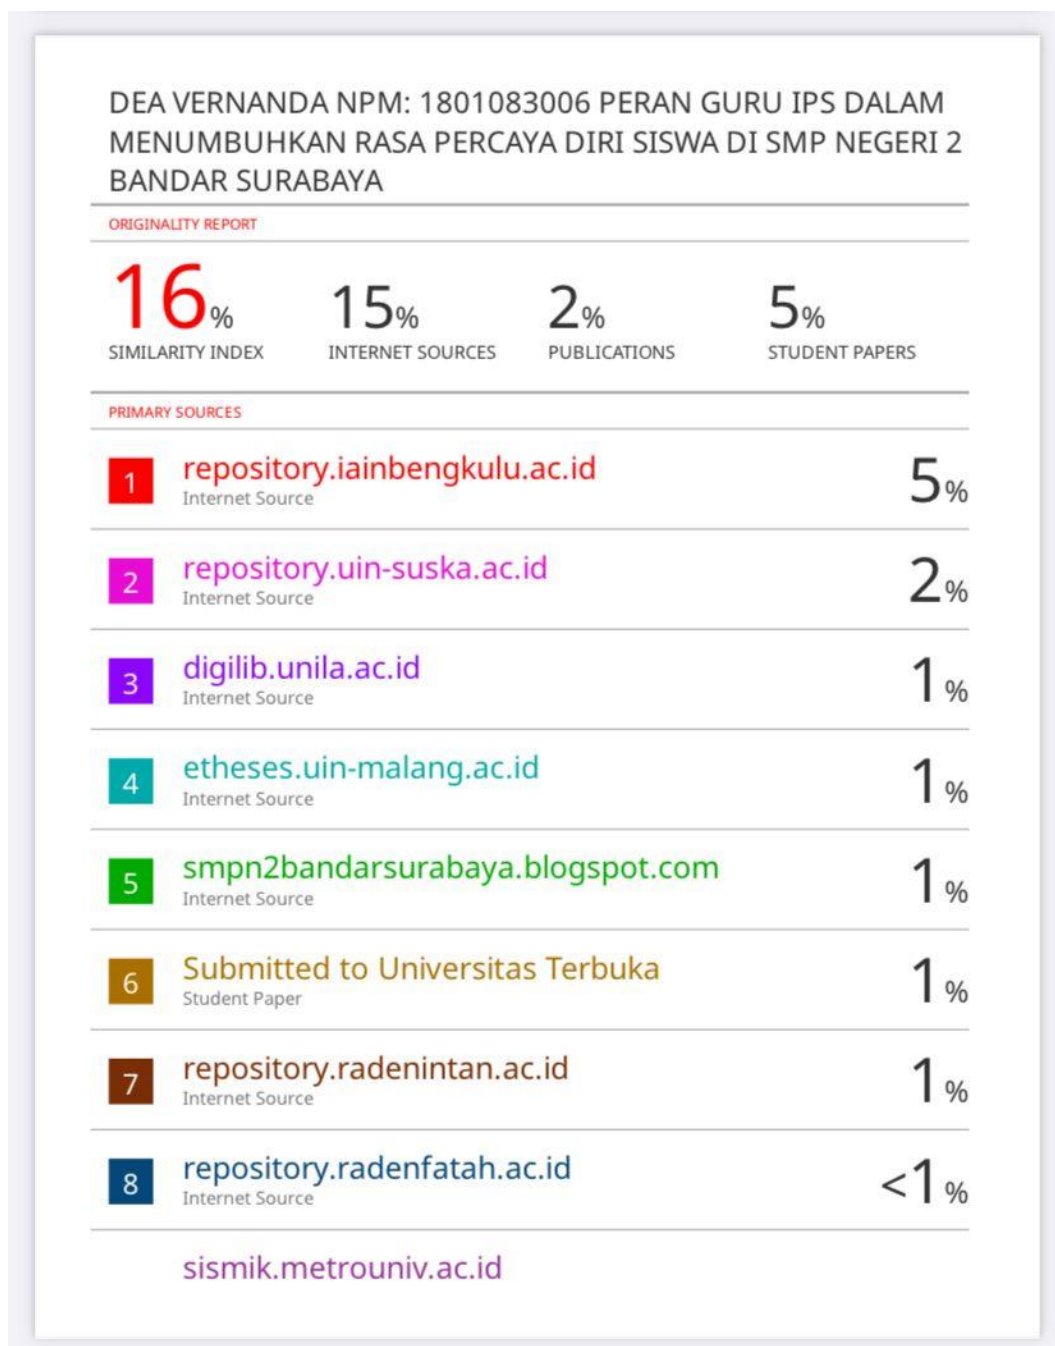 DEA VERNANDA NPM: 1801083006 PERAN GURU IPS DALAM
MENUMBUHKAN RASA PERCAYA DIRI SISWA DI SMP NEGERI 2
BANDAR SURABAYA
ORIGINALITY REPORT
16% 15% 2% 5%
SIMILARITY INDEX INTERNET SOURCES PUBLICATIONS STUDENT PAPERS
PRIMARY SOURCES
1 repository.iainbengkulu.ac.id 5%
Internet Source
2 repository.uin-suska.ac.id 2%
Internet Source
3 digilib.unila.ac.id 1%
Internet Source
4 etheses.uin-malang.ac.id 1%
Internet Source
5 smpn2bandarsurabaya.blogspot.com 1%
Internet Source
6 Submitted to Universitas Terbuka 1%
Student Paper
7 repository.radenintan.ac.id 1%
Internet Source
8 repository.radenfatah.ac.id <1%
Internet Source
sismik.metrouniv.ac.id